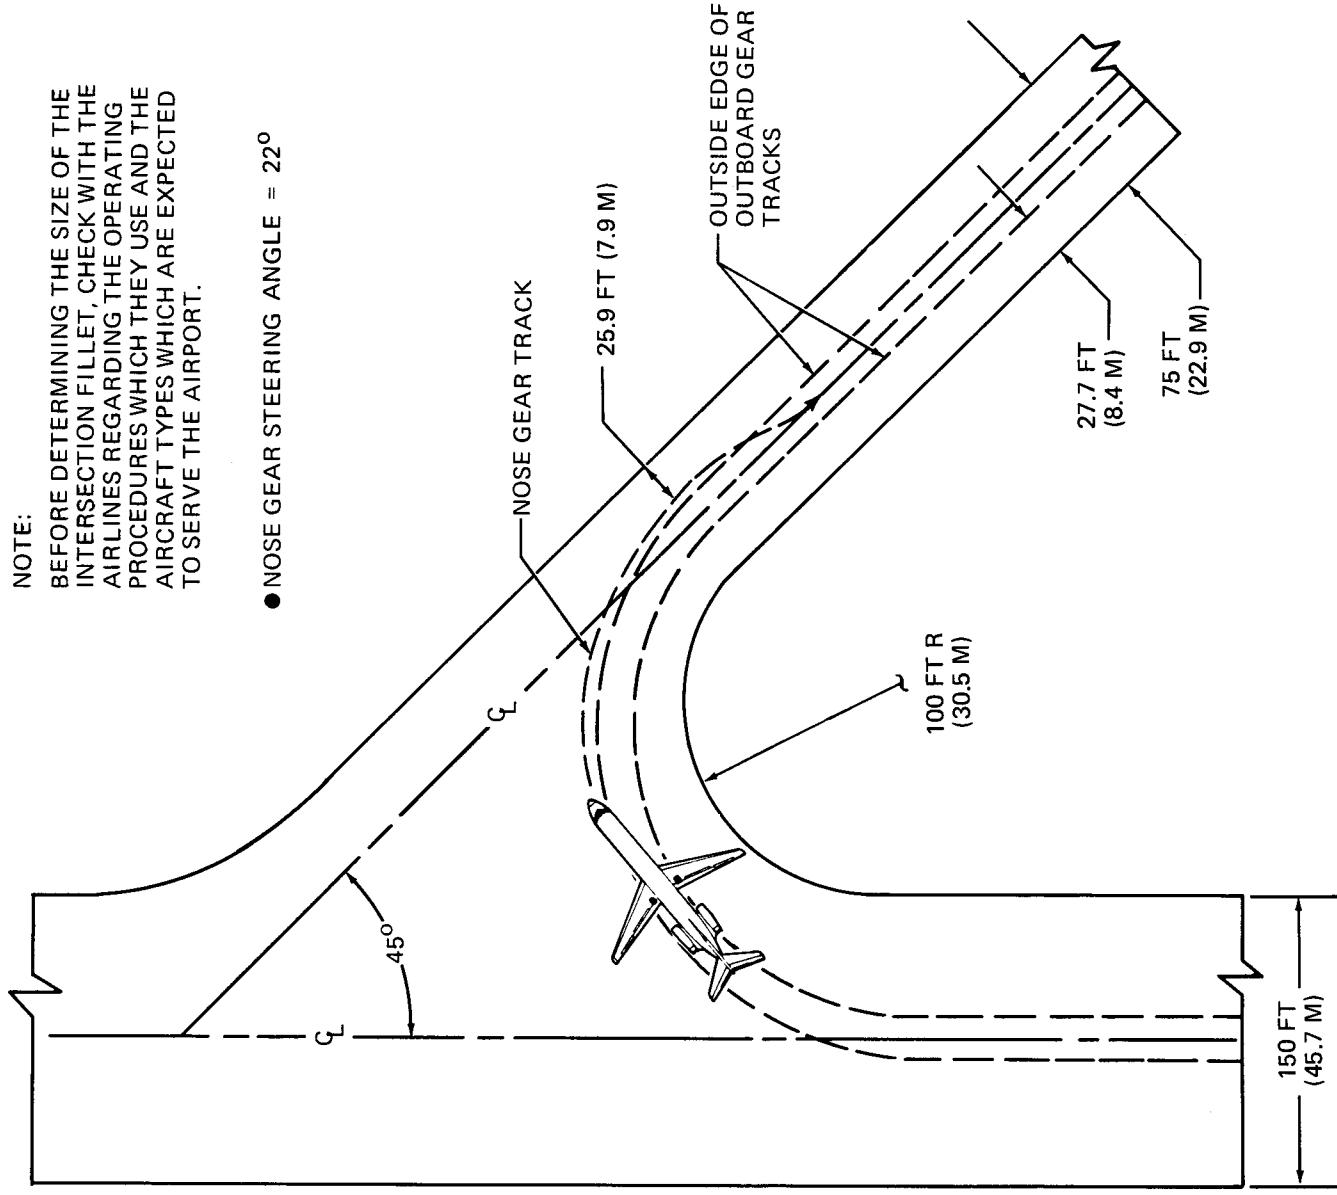 NOTE:
BEFORE DETERMINING THE SIZE OF THE
INTERSECTION FILLET, CHECK WITH THE
AIRLINES REGARDING THE OPERATING
PROCEDURES WHICH THEY USE AND THE
AIRCRAFT TYPES WHICH ARE EXPECTED
TO SERVE THE AIRPORT.
● NOSE GEAR STEERING ANGLE = 22°
NOSE GEAR TRACK
25.9 FT (7.9 M)
OUTSIDE EDGE OF
OUTBOARD GEAR
TRACKS
℄
45°
℄
100 FT R
(30.5 M)
27.7 FT
(8.4 M)
75 FT
(22.9 M)
150 FT
(45.7 M)